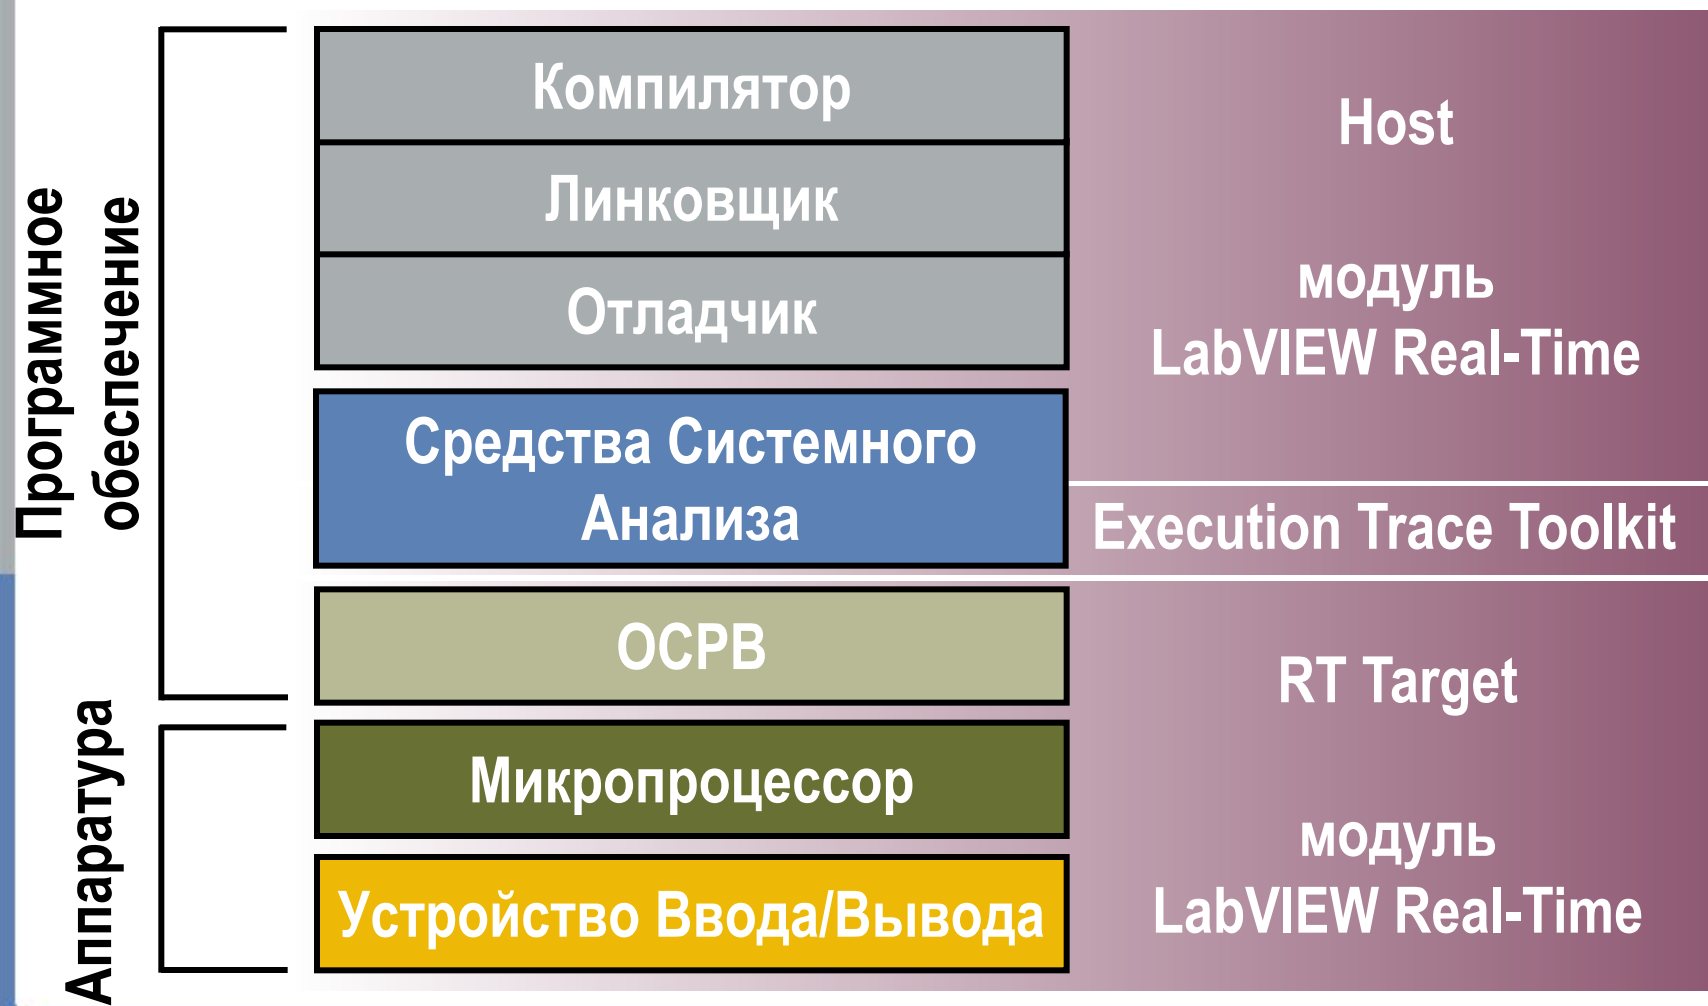 Программное
обеспечение
Аппаратура
Компилятор
Линковщик
Отладчик
Средства Системного
Анализа
ОСРВ
Микропроцессор
Устройство Ввода/Вывода
Host
модуль
LabVIEW Real-Time
Execution Trace Toolkit
RT Target
модуль
LabVIEW Real-Time